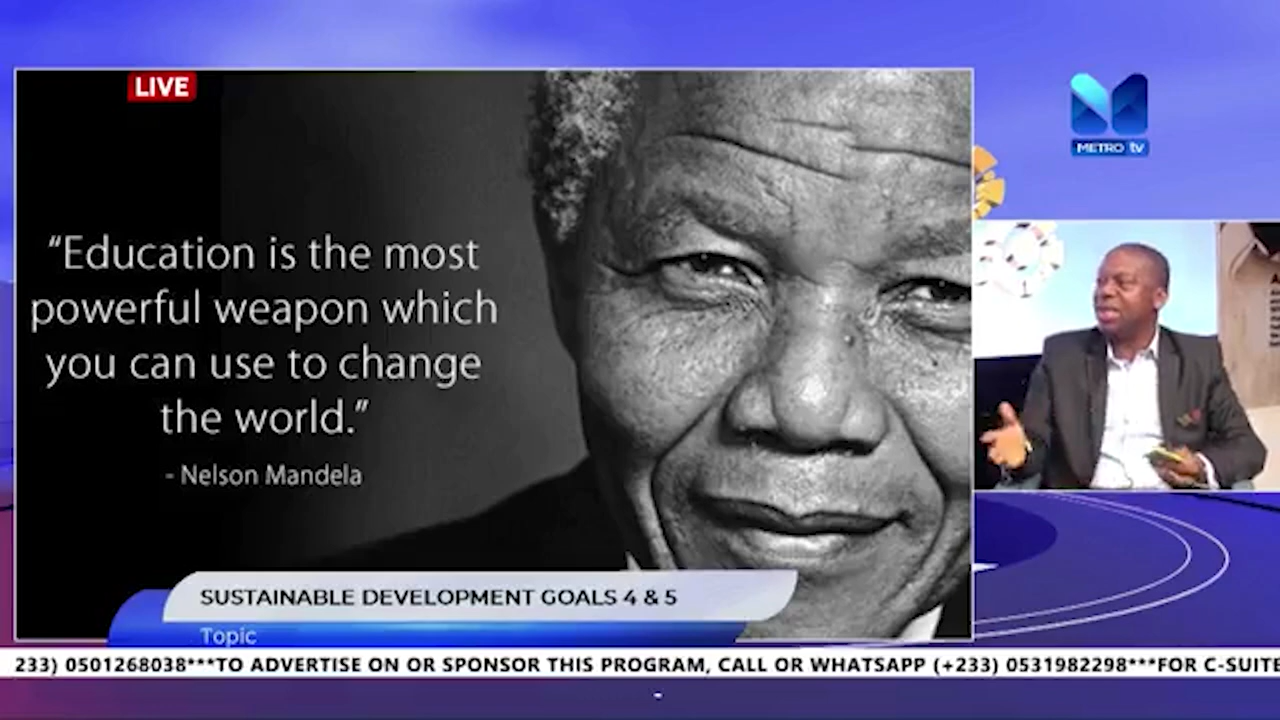 LIVE
METRO tv
“Education is the most
powerful weapon which
you can use to change
the world.”
- Nelson Mandela
SUSTAINABLE DEVELOPMENT GOALS 4 & 5
Topic
233) 0501268038***TO ADVERTISE ON OR SPONSOR THIS PROGRAM, CALL OR WHATSAPP (+233) 0531982298***FOR C-SUITE
-